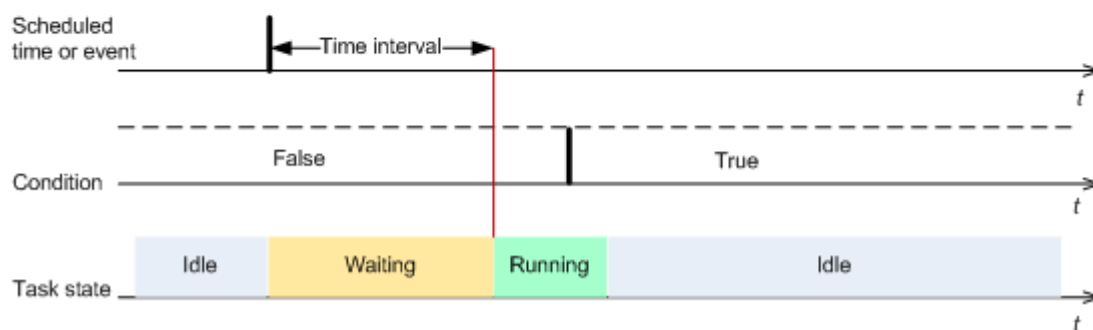 Scheduled
time or event
Time interval
t
False
True
Condition
t
Idle
Waiting
Running
Idle
Task state
t